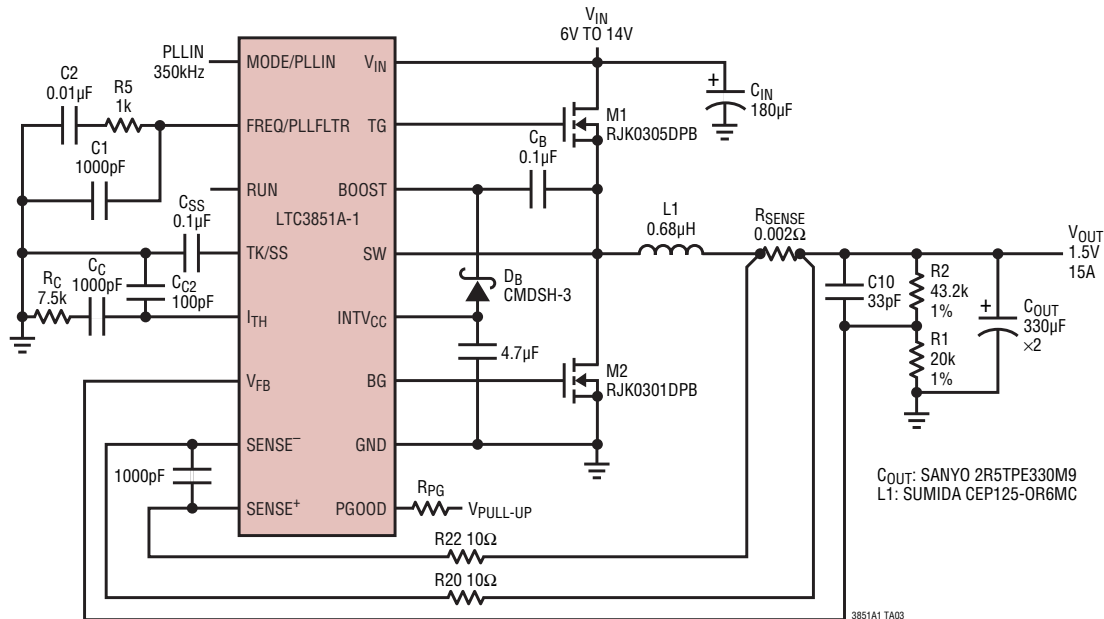 VIN
6V TO 14V
PLLIN
350kHz
MODE/PLLIN
VIN
C2
0.01µF
R5
1k
FREQ/PLLFLTR
TG
M1
RJK0305DPB
+
CIN
180µF
C1
1000pF
CB
0.1µF
RUN
BOOST
LTC3851A-1
CSS
0.1µF
TK/SS
SW
L1
0.68µH
RSENSE
0.002Ω
VOUT
1.5V
15A
RC
7.5k
CC
1000pF
CC2
100pF
ITH
DB
CMDSH-3
INTVCC
4.7µF
C10
33pF
R2
43.2k
1%
R1
20k
1%
+
COUT
330µF
×2
VFB
BG
M2
RJK0301DPB
SENSE–
GND
1000pF
SENSE+
PGOOD
RPG
VPULL-UP
COUT: SANYO 2R5TPE330M9
L1: SUMIDA CEP125-OR6MC
R22 10Ω
R20 10Ω
3851A1 TA03